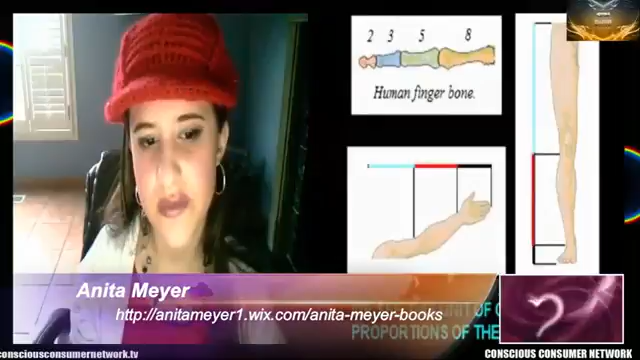 2 3 5 8
Human finger bone.
Anita Meyer
http://anitameyer1.wix.com/anita-meyer-books
PROPORTIONS OF THE
consciousconsumernetwork.tv
CONSCIOUS CONSUMER NETWORK